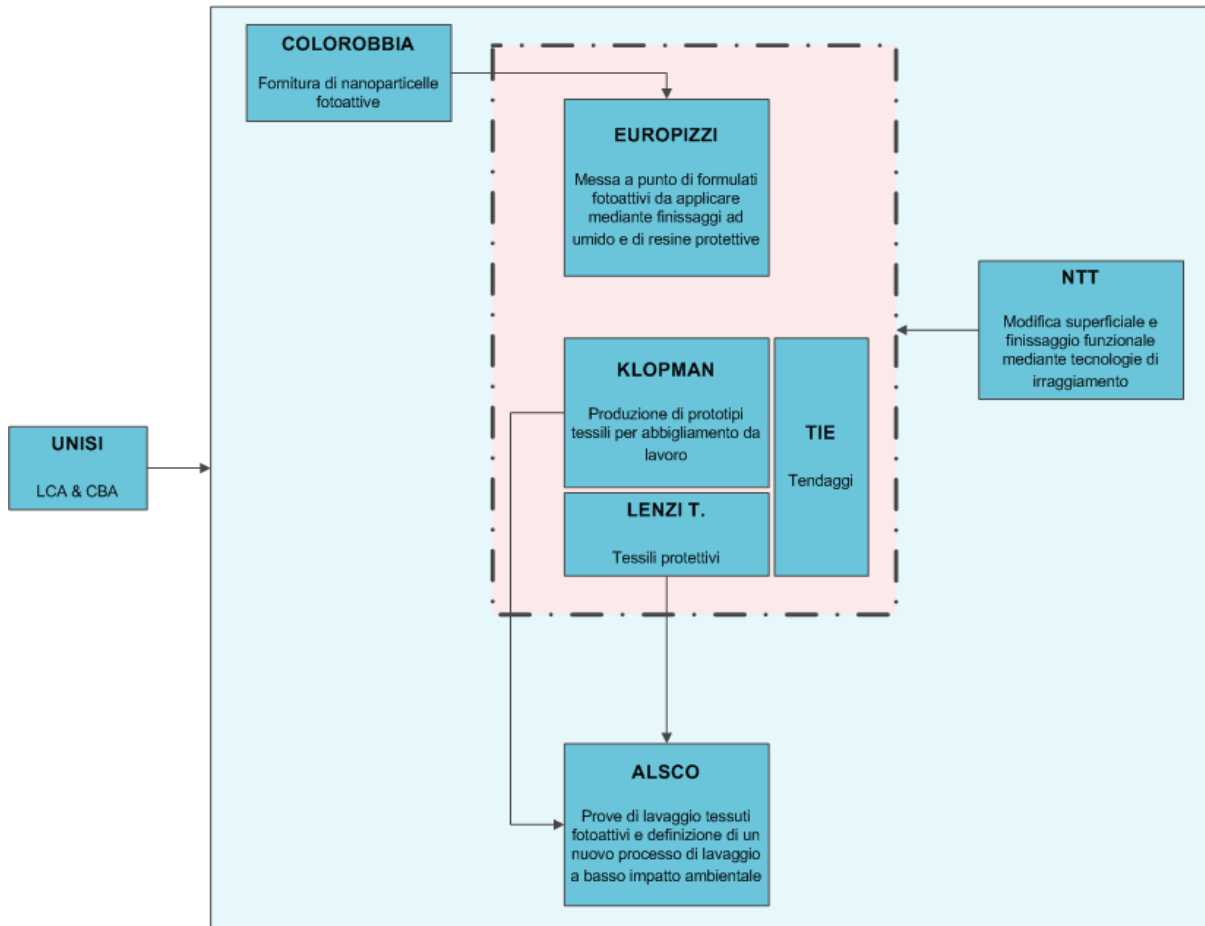 COLOROBBIA
Fornitura di nanoparticelle
fotoattive
EUROPIZZI
Messa a punto di formulati
fotoattivi da applicare
mediante finissaggi ad
umido e di resine protettive
NTT
Modifica superficiale e
finissaggio funzionale
mediante tecnologie di
irraggiamento
KLOPMAN
Produzione di prototipi
tessili per abbigliamento da
lavoro
TIE
Tendaggi
UNISI
LCA & CBA
LENZI T.
Tessili protettivi
ALSCO
Prove di lavaggio tessuti
fotoattivi e definizione di un
nuovo processo di lavaggio
a basso impatto ambientale